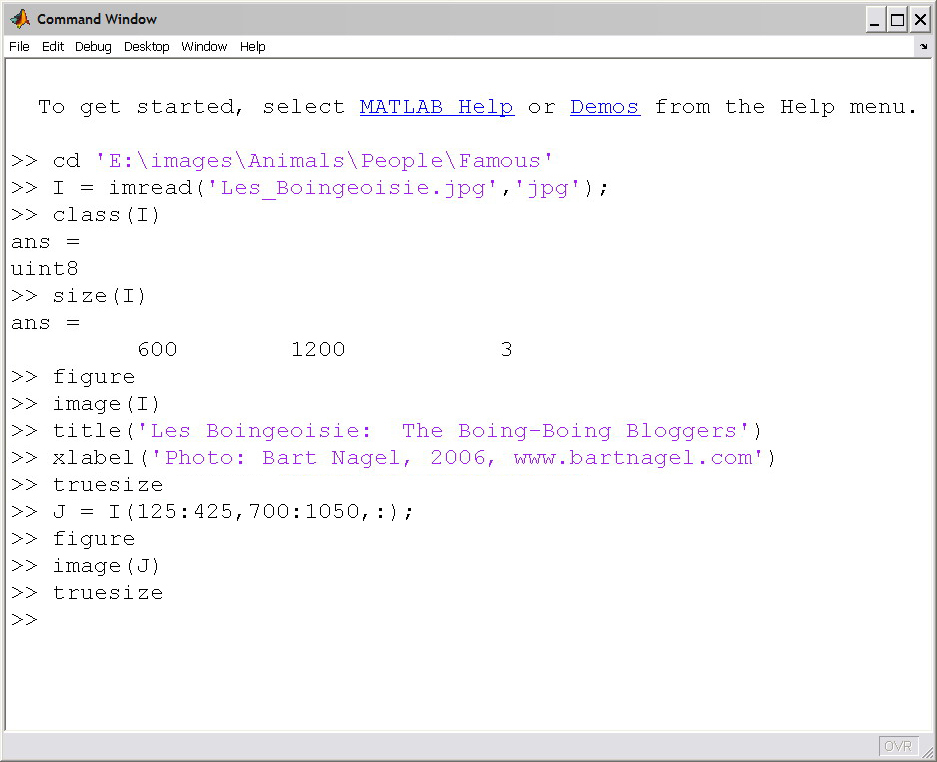 Command Window
File Edit Debug Desktop Window Help
To get started, select MATLAB Help or Demos from the Help menu.
>> cd 'E:\images\Animals\People\Famous'
>> I = imread('Les_Boingeoisie.jpg','jpg');
>> class(I)
ans =
uint8
>> size(I)
ans =
600 1200 3
>> figure
>> image(I)
>> title('Les Boingeoisie:  The Boing-Boing Bloggers')
>> xlabel('Photo: Bart Nagel, 2006, www.bartnagel.com')
>> truesize
>> J = I(125:425,700:1050,:);
>> figure
>> image(J)
>> truesize
>>
OVR